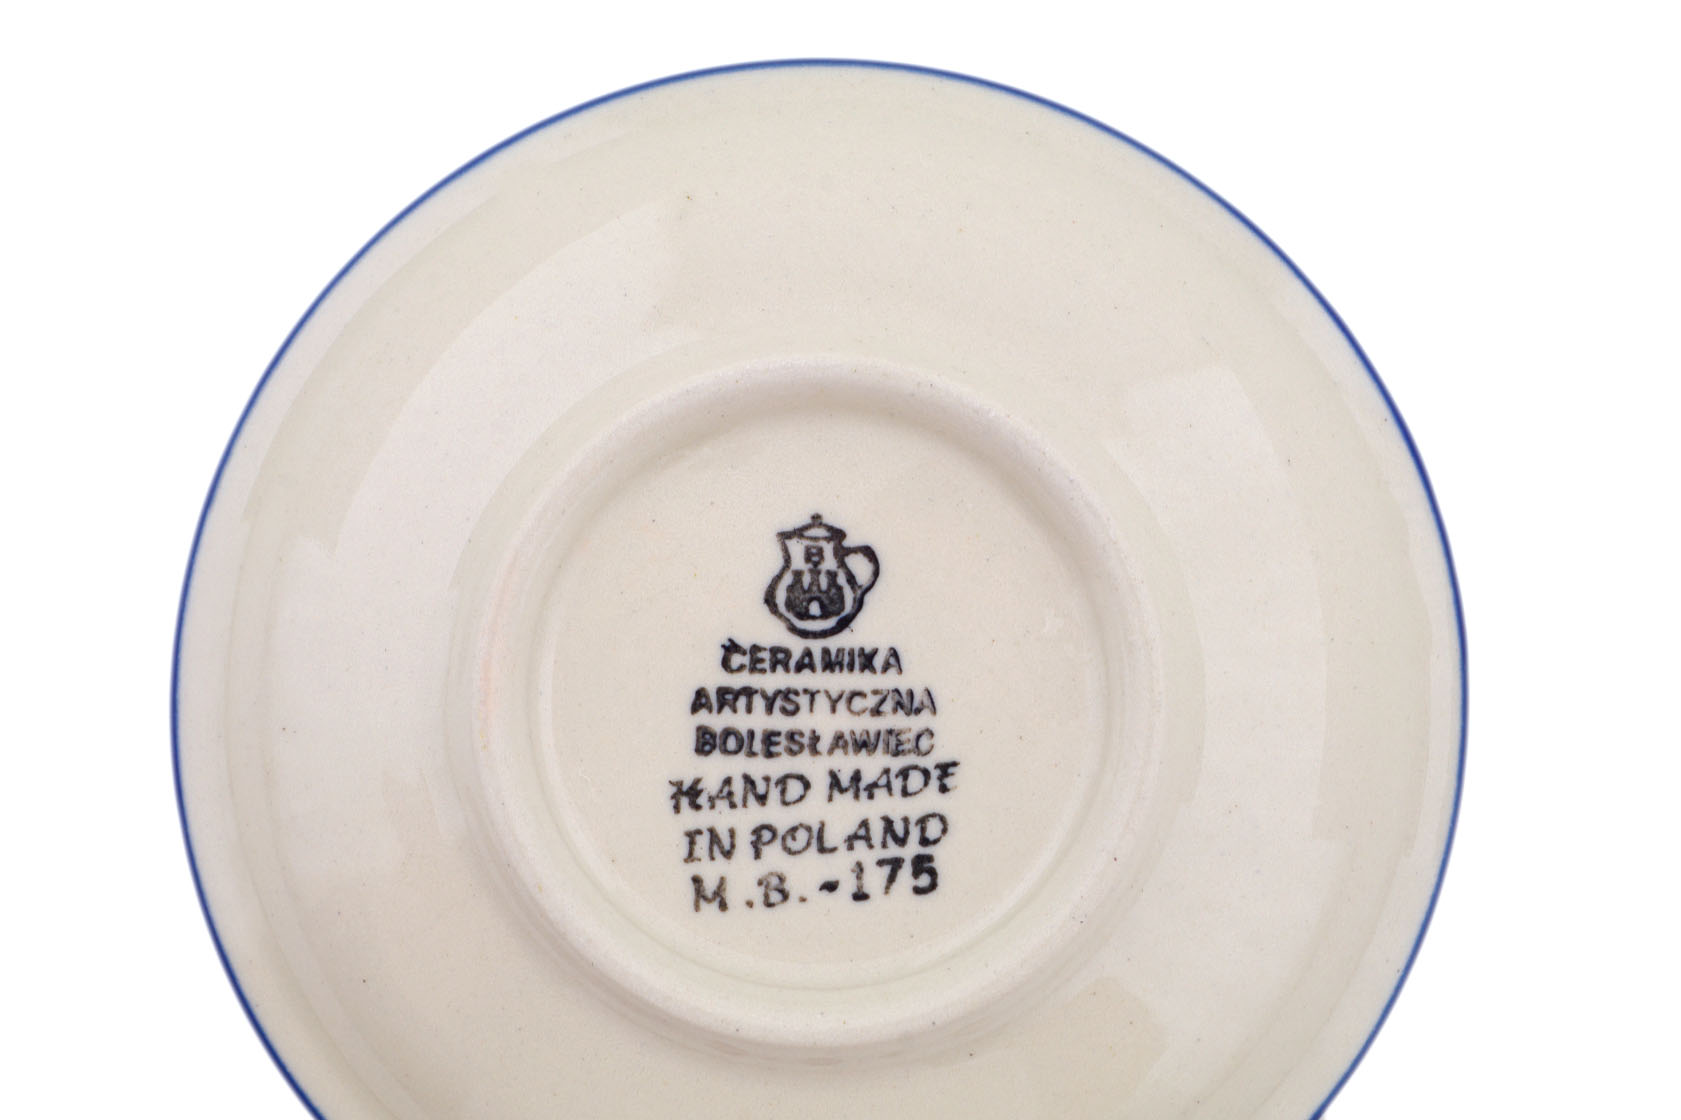 B
CERAMIKA
ARTYSTYCZNA
BOLESŁAWIEC
HAND MADE
IN POLAND
M.B.-175